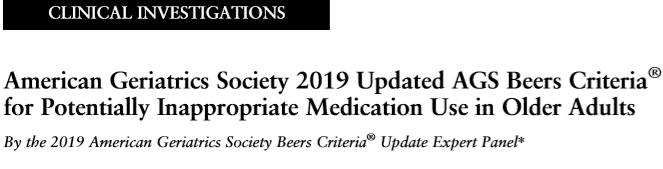 CLINICAL INVESTIGATIONS
American Geriatrics Society 2019 Updated AGS Beers Criteria®
for Potentially Inappropriate Medication Use in Older Adults
By the 2019 American Geriatrics Society Beers Criteria® Update Expert Panel*